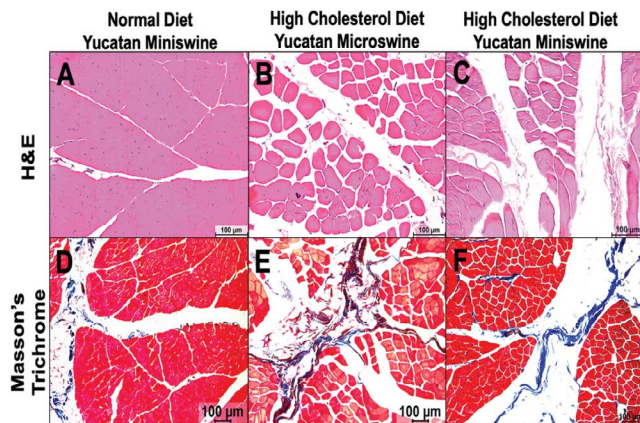 Normal Diet
Yucatan Miniswine
High Cholesterol Diet
Yucatan Microswine
High Cholesterol Diet
Yucatan Miniswine
H&E
A
B
C
100 µm
100 µm
100 µm
Masson's
Trichrome
D
E
F
100 µm
100 µm